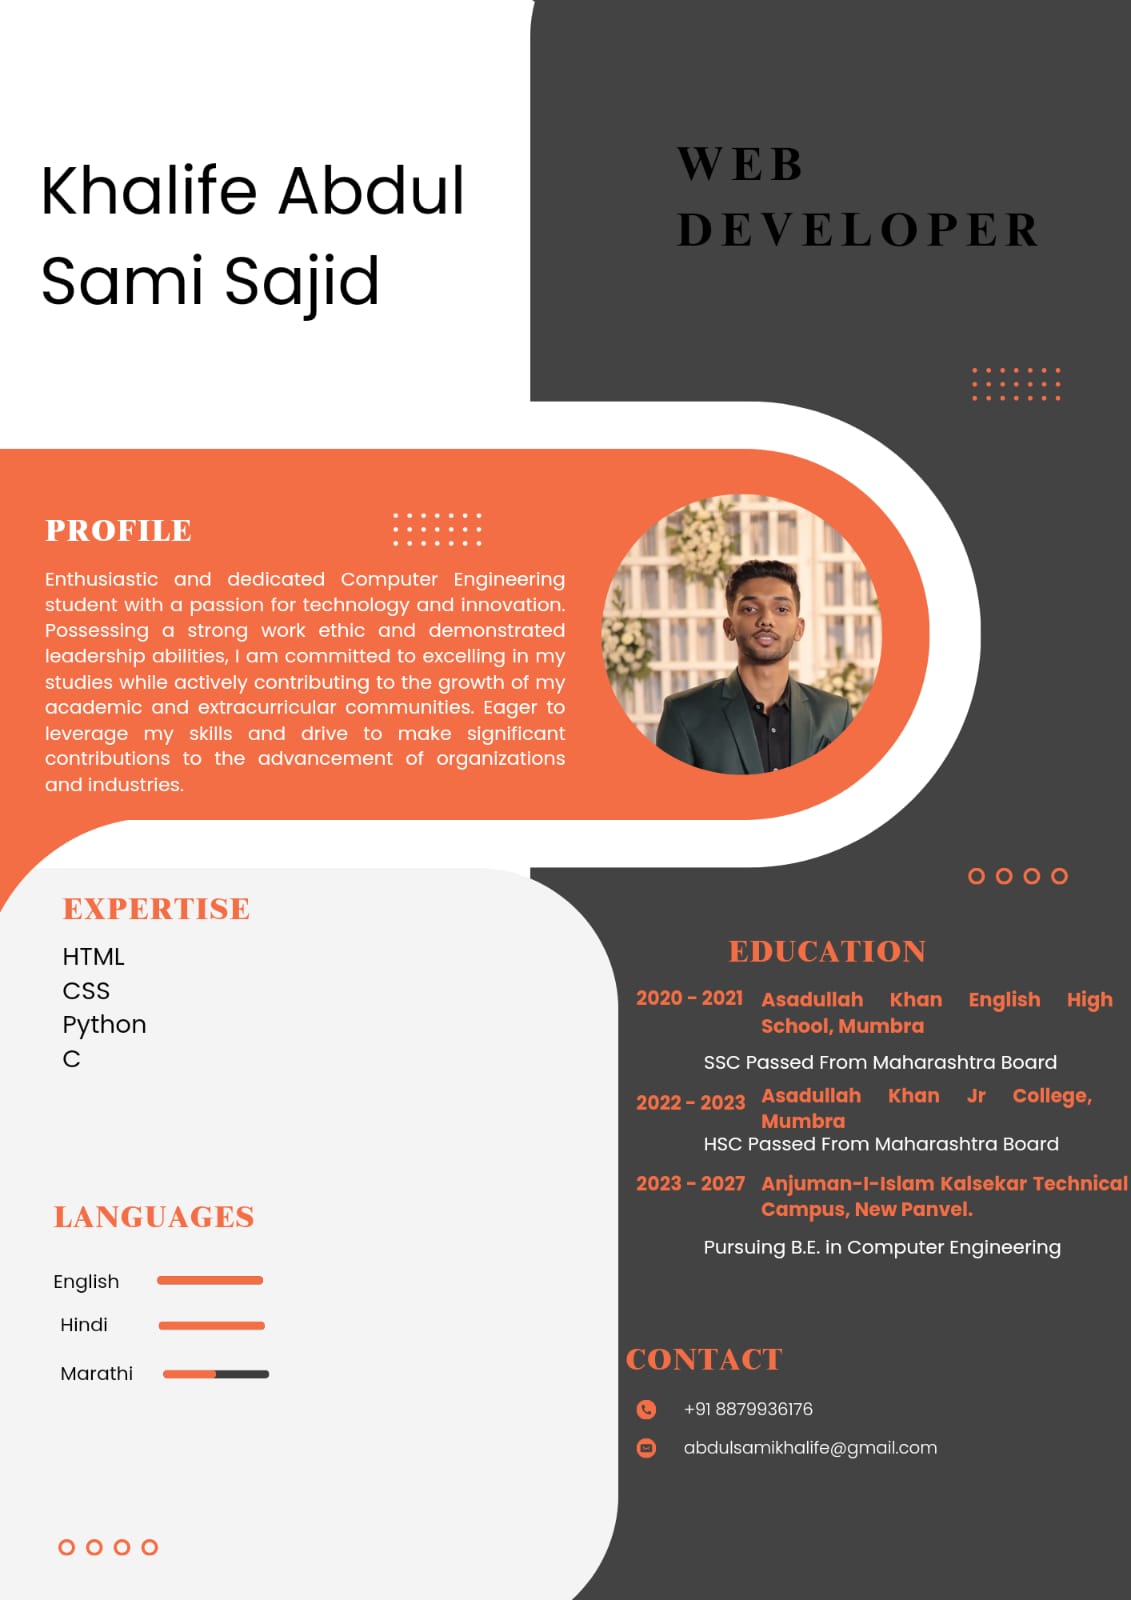 Khalife Abdul
Sami Sajid
WEB
DEVELOPER
PROFILE
Enthusiastic and dedicated Computer Engineering
student with a passion for technology and innovation.
Possessing a strong work ethic and demonstrated
leadership abilities, I am committed to excelling in my
studies while actively contributing to the growth of my
academic and extracurricular communities. Eager to
leverage my skills and drive to make significant
contributions to the advancement of organizations
and industries.
EXPERTISE
HTML
CSS
Python
C
LANGUAGES
English
Hindi
Marathi
EDUCATION
2020 - 2021 Asadullah Khan English High
School, Mumbra
SSC Passed From Maharashtra Board
2022 - 2023 Asadullah Khan Jr College,
Mumbra
HSC Passed From Maharashtra Board
2023 - 2027 Anjuman-I-Islam Kalsekar Technical
Campus, New Panvel.
Pursuing B.E. in Computer Engineering
CONTACT
+91 8879936176
abdulsamikhalife@gmail.com